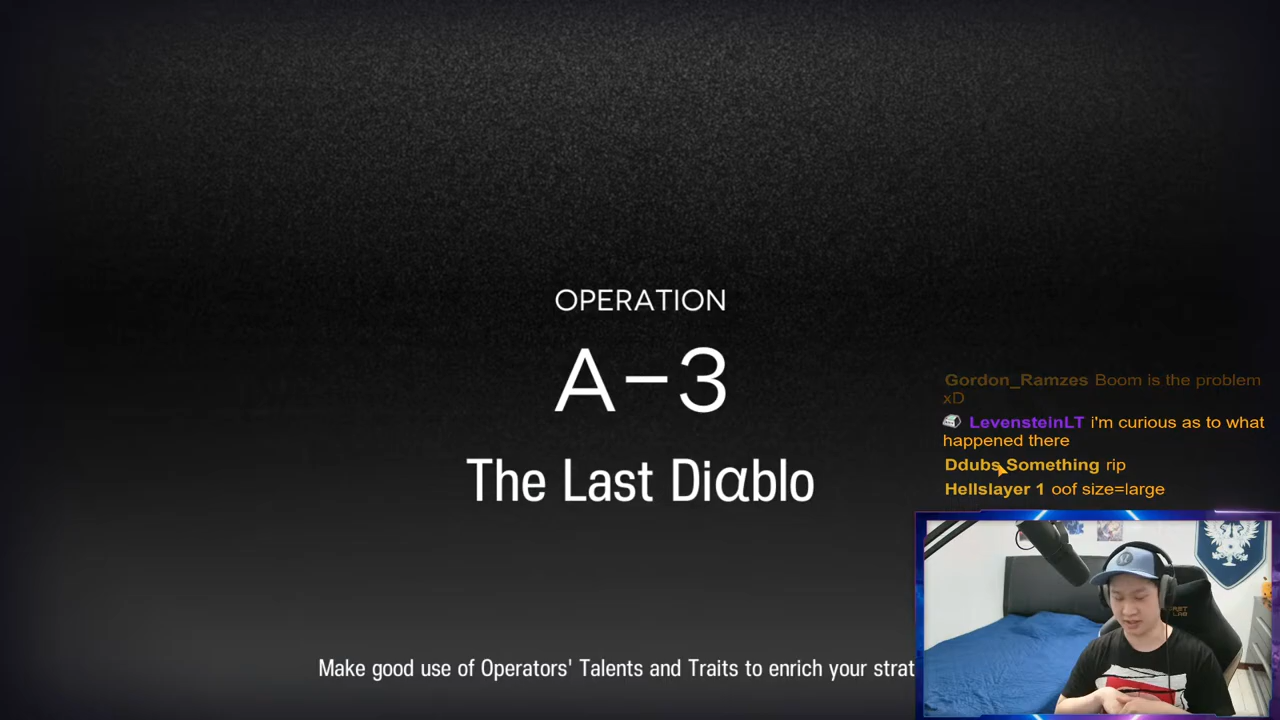 OPERATION
A-3
The Last Diαblo
Gordon_Ramzes Boom is the problem
xD
LevensteinLT i'm curious as to what
happened there
Ddubs Something rip
Hellslayer 1 oof size=large
Make good use of Operators' Talents and Traits to enrich your strat